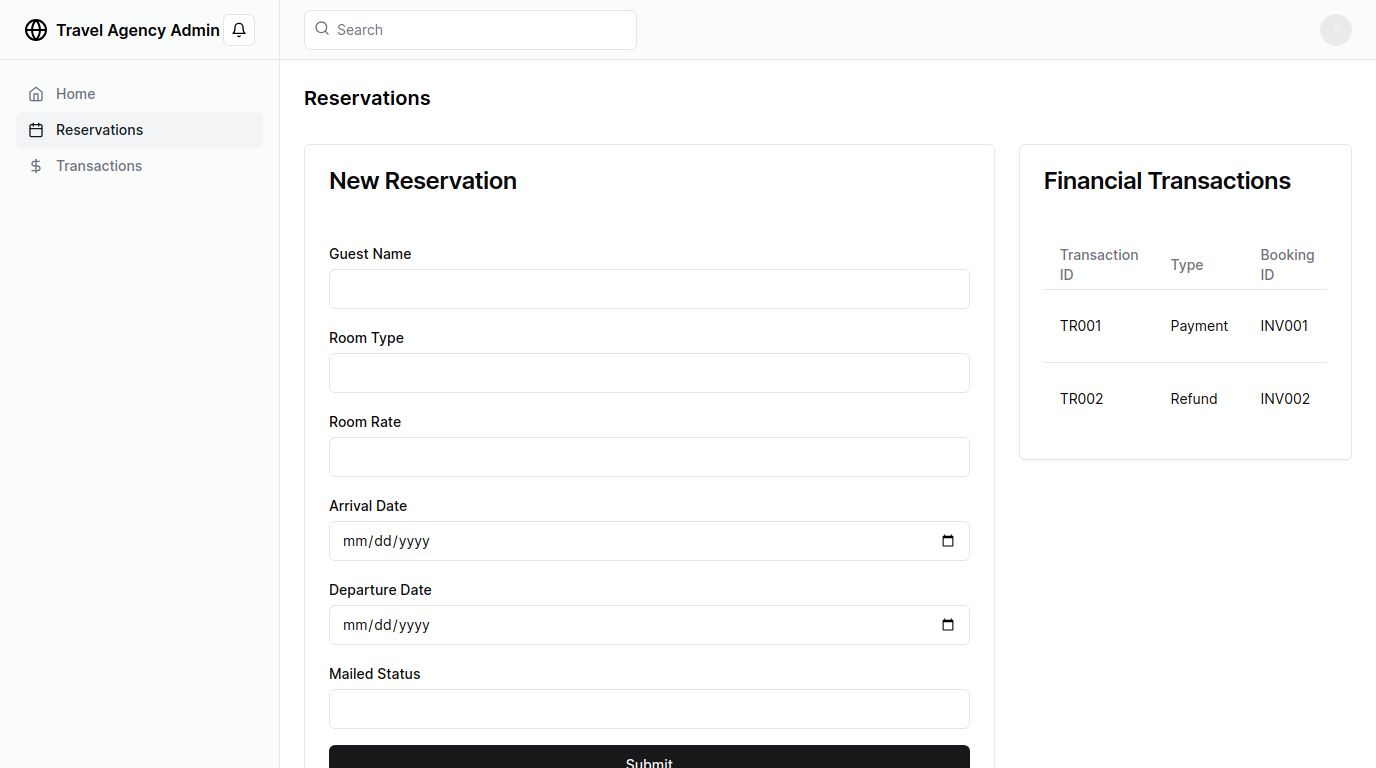 Travel Agency Admin
Search
Home
Reservations
Transactions
Reservations
New Reservation
Guest Name
Room Type
Room Rate
Arrival Date
mm/dd/yyyy
Departure Date
mm/dd/yyyy
Mailed Status
Submit
Financial Transactions
Transaction ID Type Booking ID
TR001 Payment INV001
TR002 Refund INV002